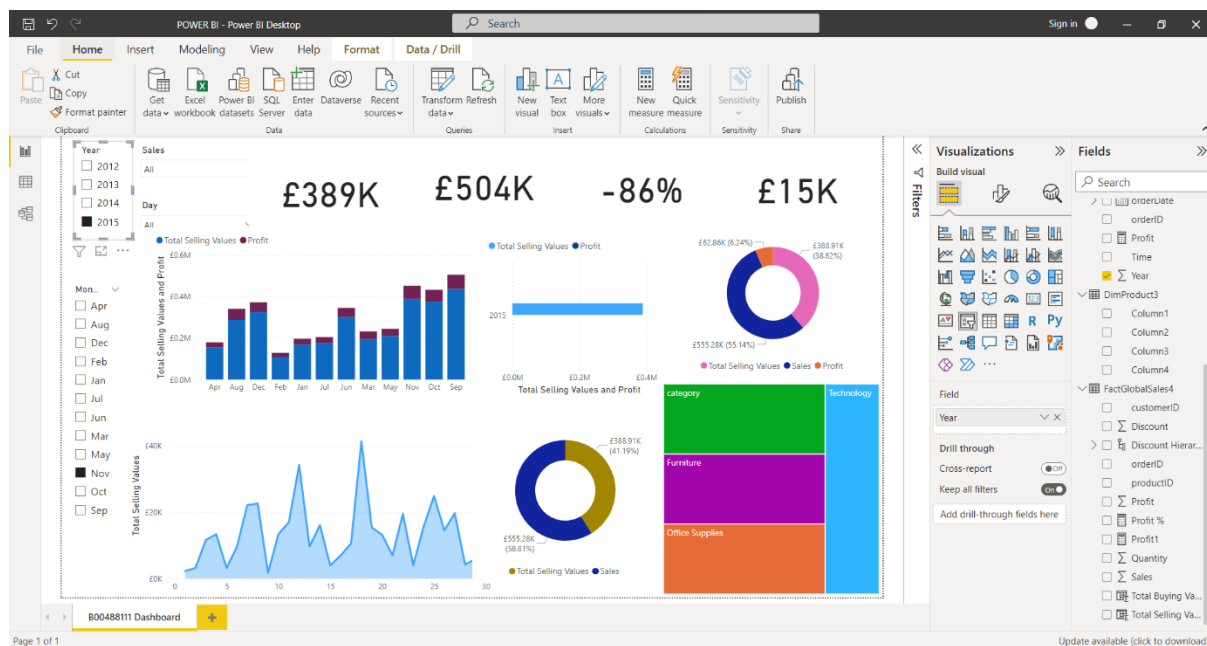 POWER BI - Power BI Desktop
Search
Sign in
File Home Insert Modeling View Help Format Data / Drill
Paste
Cut
Copy
Format painter
Get data
Excel workbook
Power BI datasets
SQL Server
Enter data
Dataverse
Recent sources
Transform data
Refresh
New visual
Text box
More visuals
New measure
Quick measure
Sensitivity
Publish
Clipboard Data Queries Insert Calculations Sensitivity Share
Year
2012
2013
2014
2015
Sales
All
Day
All
£389K
£504K
-86%
£15K
Mon...
Apr
Aug
Dec
Feb
Jan
Jul
Jun
Mar
May
Nov
Oct
Sep
Total Selling Values Profit
Total Selling Values and Profit
£0.6M
£0.4M
£0.2M
£0.0M
Apr Aug Dec Feb Jan Jul Jun Mar May Nov Oct Sep
Total Selling Values Profit
2015
£0.0M £0.2M £0.4M
Total Selling Values and Profit
£62.86K (6.24%)
£388.91K
(38.62%)
£555.28K (55.14%)
Total Selling Values Sales Profit
Total Selling Values
£40K
£20K
£0K
0 5 10 15 20 25 30
£388.91K
(41.19%)
£555.28K
(58.81%)
Total Selling Values Sales
category
Technology
Furniture
Office Supplies
Filters
Visualizations
Build visual
R Py
Field
Year
Drill through
Cross-report
Off
Keep all filters
On
Add drill-through fields here
Fields
Search
orderDate
orderID
Profit
Time
Year
DimProduct3
Column1
Column2
Column3
Column4
FactGlobalSales4
customerID
Discount
Discount Hierar...
orderID
productID
Profit
Profit %
Profit1
Quantity
Sales
Total Buying Va...
Total Selling Va...
B00488111 Dashboard
Page 1 of 1
Update available (click to download)